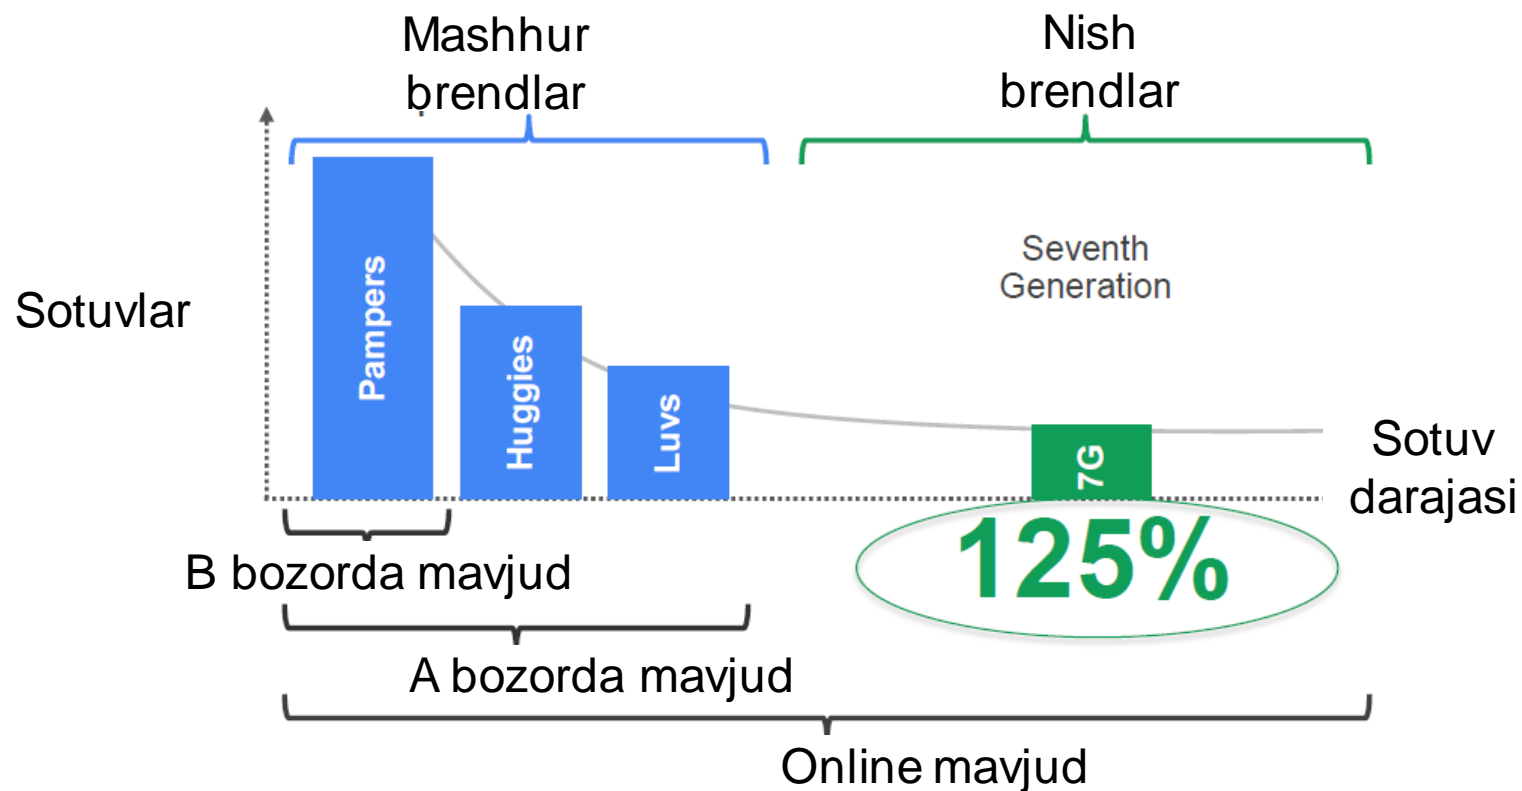 Mashhur
brendlar
Nish
brendlar
Sotuvlar
Pampers
Huggies
Luvs
Seventh
Generation
7G
Sotuv
darajasi
125%
B bozorda mavjud
A bozorda mavjud
Online mavjud